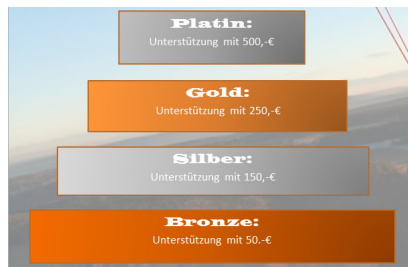 Platin:
Unterstützung mit 500,-€
Gold:
Unterstützung mit 250,-€
Silber:
Unterstützung mit 150,-€
Bronze:
Unterstützung mit 50.-€